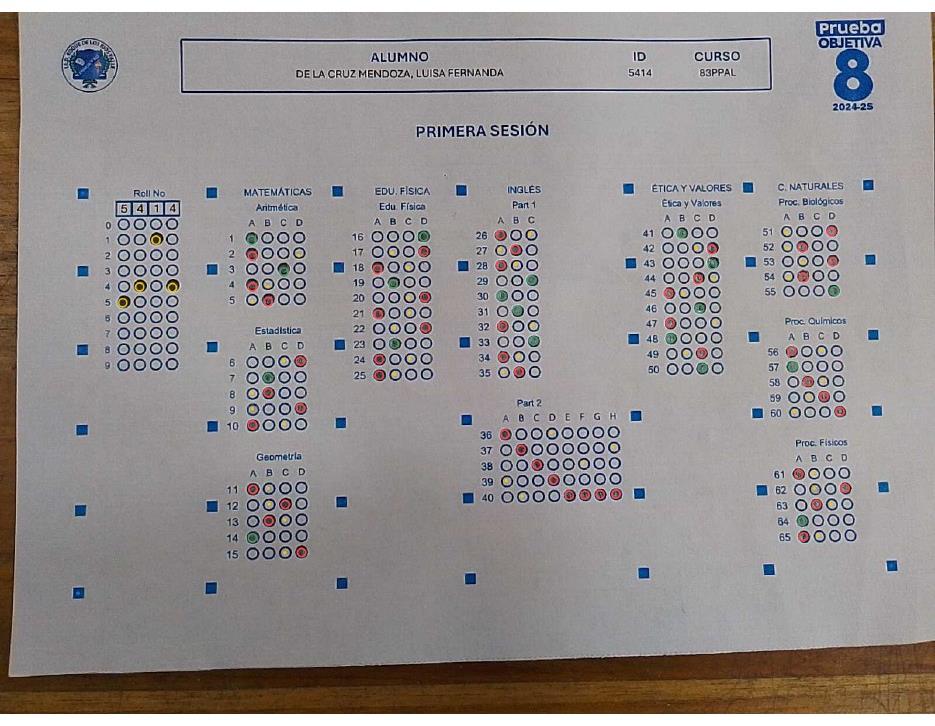 Prueba
OBJETIVA
8
2024-25
ALUMNO ID CURSO
DE LA CRUZ MENDOZA, LUISA FERNANDA 5414 83PPAL
PRIMERA SESIÓN
Roll No
5 4 1 4
0
1
2
3
4
5
6
7
8
9
MATEMÁTICAS
Aritmética
A B C D
1
2
3
4
5
Estadística
A B C D
6
7
8
9
10
Geometría
A B C D
11
12
13
14
15
EDU. FÍSICA
Edu. Física
A B C D
16
17
18
19
20
21
22
23
24
25
INGLÉS
Part 1
A B C
26
27
28
29
30
31
32
33
34
35
Part 2
A B C D E F G H
36
37
38
39
40
ÉTICA Y VALORES
Ética y Valores
A B C D
41
42
43
44
45
46
47
48
49
50
C. NATURALES
Proc. Biológicos
A B C D
51
52
53
54
55
Proc. Químicos
A B C D
56
57
58
59
60
Proc. Físicos
A B C D
61
62
63
64
65